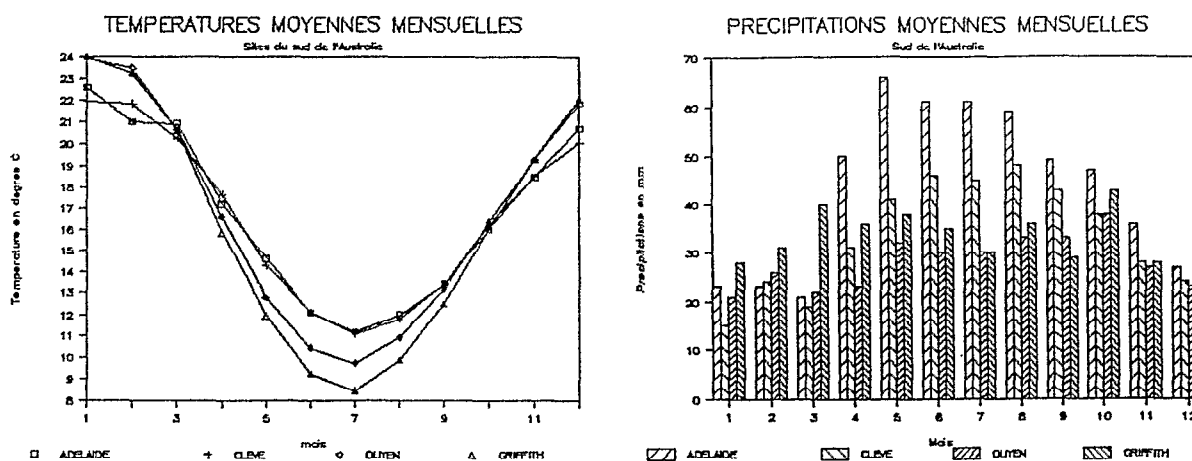 TEMPERATURES MOYENNES MENSUELLES
Sites du sud de l'Australie
24
23
22
21
20
19
18
17
16
15
14
13
12
11
10
9
8
Temperature en degre C
1 3 5 7 9 11
mois
ADELAIDE CLEVE OUYEN GRIFFITH
PRECIPITATIONS MOYENNES MENSUELLES
Sud de l'Australie
70
60
50
40
30
20
10
0
Precipitations en mm
1 2 3 4 5 6 7 8 9 10 11 12
Mois
ADELAIDE CLEVE OUYEN GRIFFITH